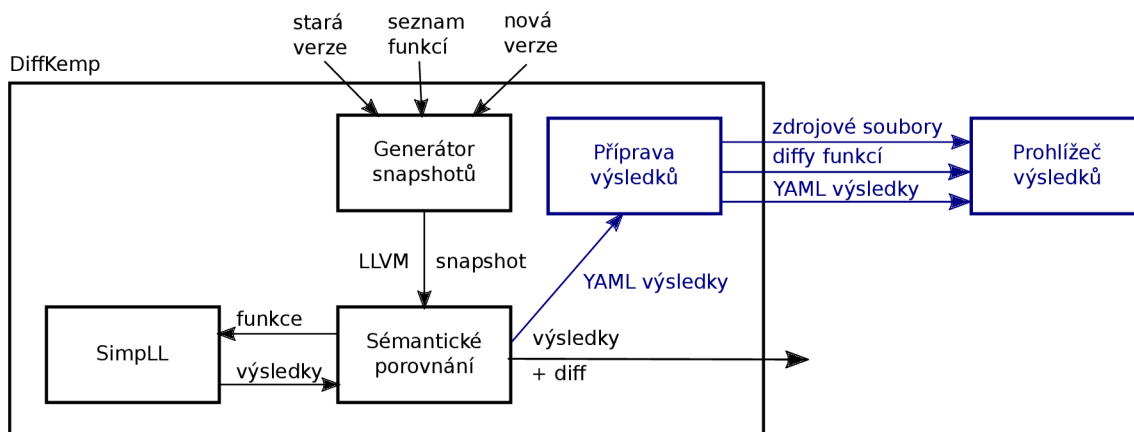 stará
verze
seznam
funkcí
nová
verze
DiffKemp
Generátor
snapshotů
Příprava
výsledků
zdrojové soubory
diffy funkcí
YAML výsledky
Prohlížeč
výsledků
LLVM snapshot
YAML výsledky
SimpLL
funkce
výsledky
Sémantické
porovnání
výsledky
+ diff